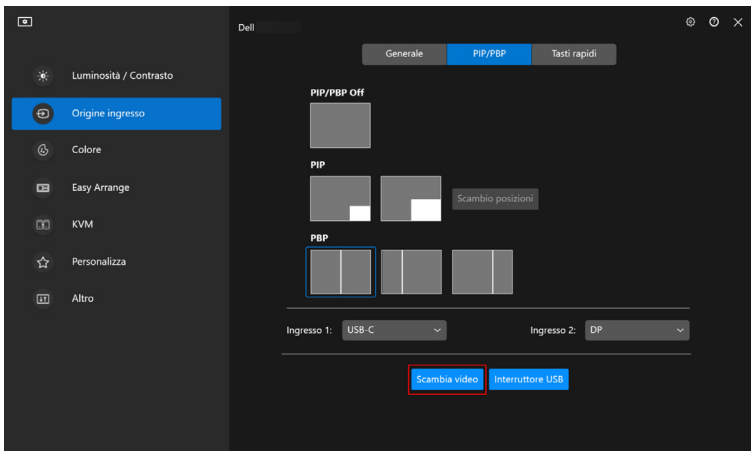 Dell
Generale
PIP/PBP
Tasti rapidi
Luminosità / Contrasto
Origine ingresso
Colore
Easy Arrange
KVM
Personalizza
Altro
PIP/PBP Off
PIP
Scambio posizioni
PBP
Ingresso 1: USB-C
Ingresso 2: DP
Scambia video
Interruttore USB